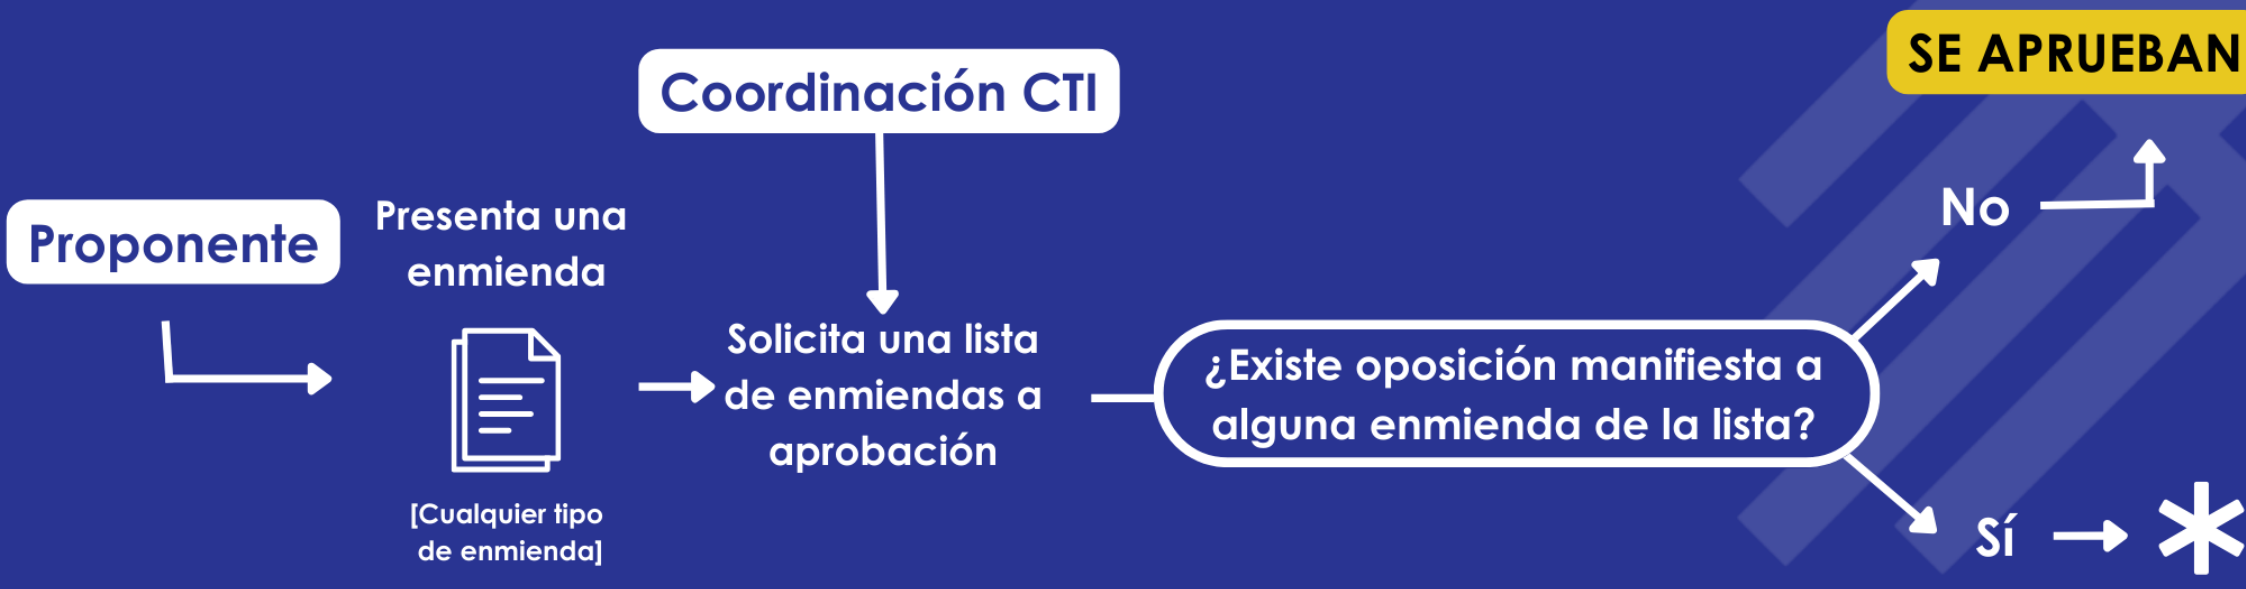 Proponente
Presenta una
enmienda
[Cualquier tipo
de enmienda]
Coordinación CTI
Solicita una lista
de enmiendas a
aprobación
¿Existe oposición manifiesta a
alguna enmienda de la lista?
No
SE APRUEBAN
Sí
*